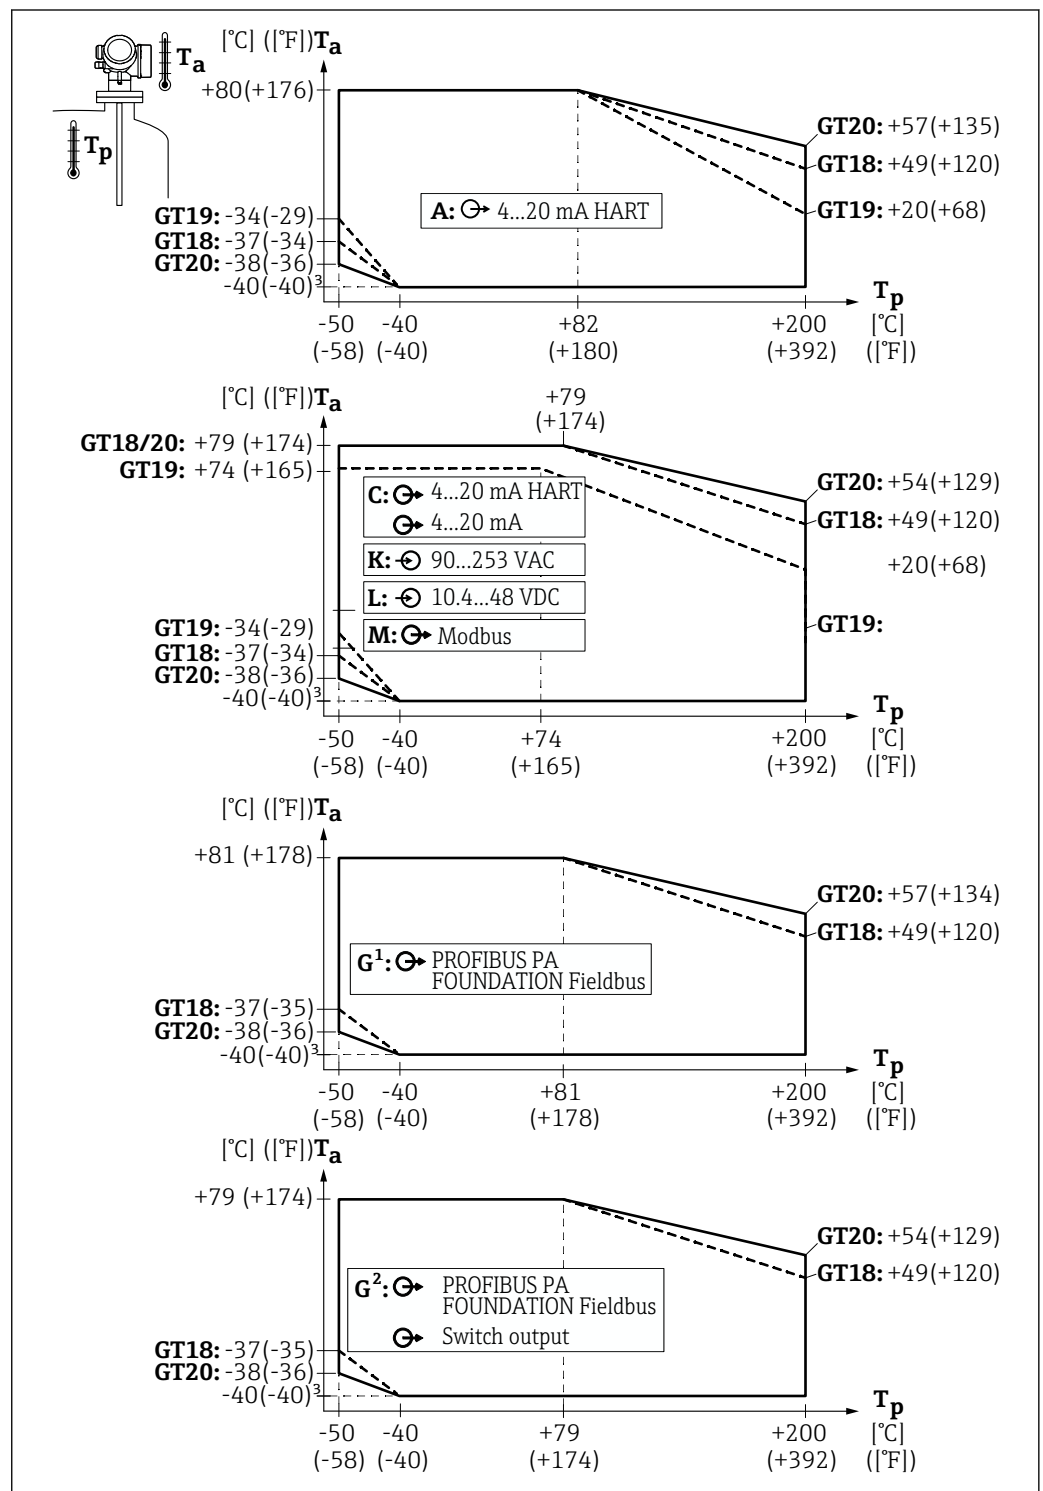 [°C] ([°F])Ta
Ta
+80(+176)
GT20: +57(+135)
Tp
GT18: +49(+120)
A: 4...20 mA HART
GT19: +20(+68)
GT19: -34(-29)
GT18: -37(-34)
GT20: -38(-36)
-40(-40)³
Tp
-50 -40 +82 +200 [°C]
(-58) (-40) (+180) (+392) ([°F])
[°C] ([°F])Ta
+79
(+174)
GT18/20: +79 (+174)
GT19: +74 (+165)
GT20: +54(+129)
C: 4...20 mA HART
4...20 mA
GT18: +49(+120)
K: 90...253 VAC
+20(+68)
L: 10.4...48 VDC
GT19:
M: Modbus
GT19: -34(-29)
GT18: -37(-34)
GT20: -38(-36)
-40(-40)³
Tp
-50 -40 +74 +200 [°C]
(-58) (-40) (+165) (+392) ([°F])
[°C] ([°F])Ta
+81 (+178)
GT20: +57(+134)
GT18: +49(+120)
G¹: PROFIBUS PA
FOUNDATION Fieldbus
GT18: -37(-35)
GT20: -38(-36)
-40(-40)³
Tp
-50 -40 +81 +200 [°C]
(-58) (-40) (+178) (+392) ([°F])
[°C] ([°F])Ta
+79 (+174)
GT20: +54(+129)
GT18: +49(+120)
G²: PROFIBUS PA
FOUNDATION Fieldbus
Switch output
GT18: -37(-35)
GT20: -38(-36)
-40(-40)³
Tp
-50 -40 +79 +200 [°C]
(-58) (-40) (+174) (+392) ([°F])